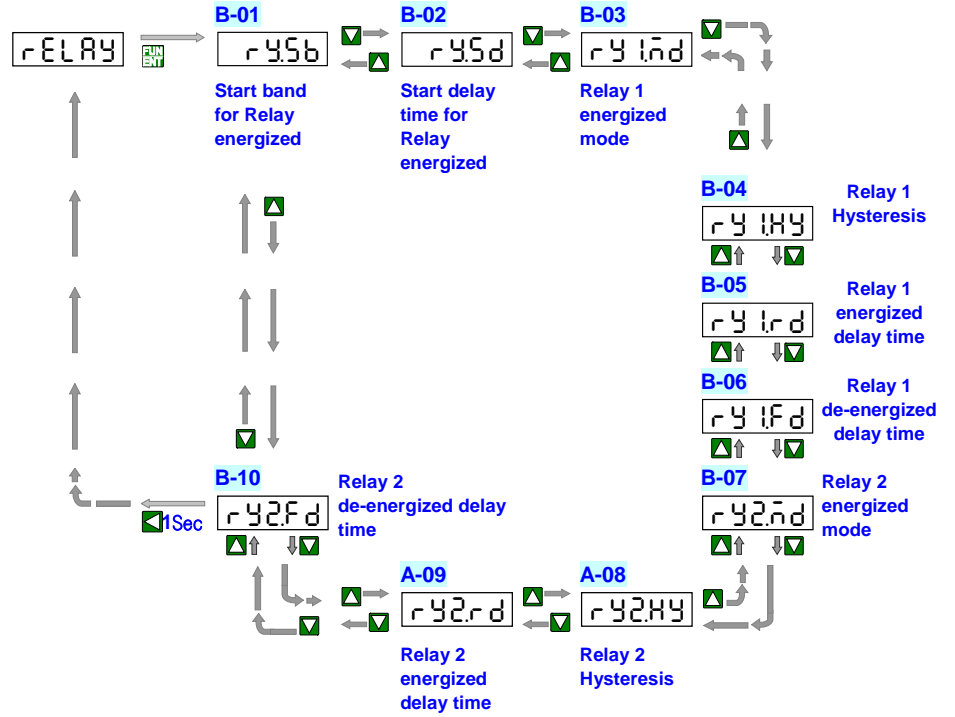 B-01
B-02
B-03
rELAY
FUN
ENT
ry.Sb
ry.Sd
ry1.md
Start band
for Relay
energized
Start delay
time for
Relay
energized
Relay 1
energized
mode
B-04
ry1.HY
Relay 1
Hysteresis
B-05
ry1.rd
Relay 1
energized
delay time
B-06
ry1.Fd
Relay 1
de-energized
delay time
B-07
ry2.md
Relay 2
energized
mode
B-10
ry2.Fd
Relay 2
de-energized delay
time
1Sec
A-09
ry2.rd
Relay 2
energized
delay time
A-08
ry2.HY
Relay 2
Hysteresis